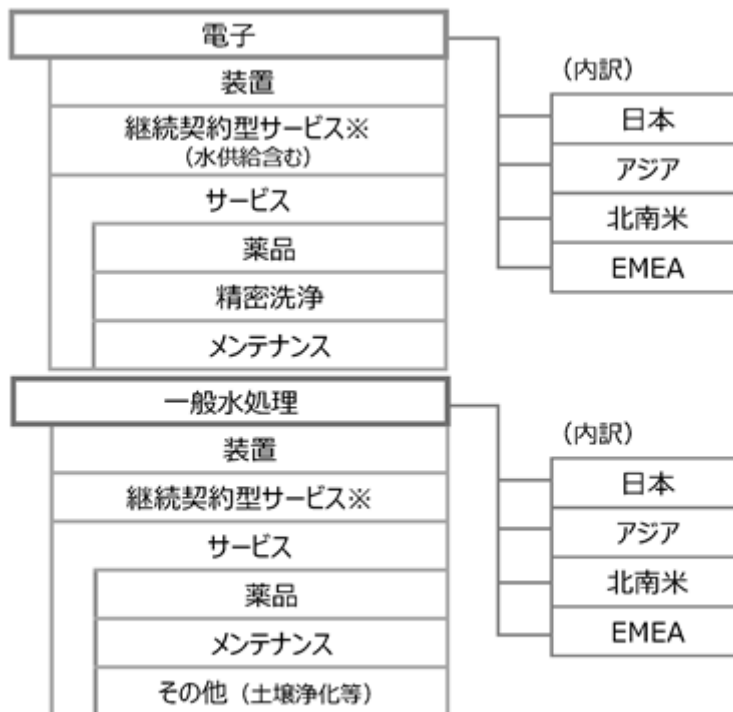 電子
装置
継続契約型サービス※
（水供給含む）
サービス
薬品
精密洗浄
メンテナンス
（内訳）
日本
アジア
北南米
EMEA
一般水処理
装置
継続契約型サービス※
サービス
薬品
メンテナンス
その他（土壌浄化等）
（内訳）
日本
アジア
北南米
EMEA